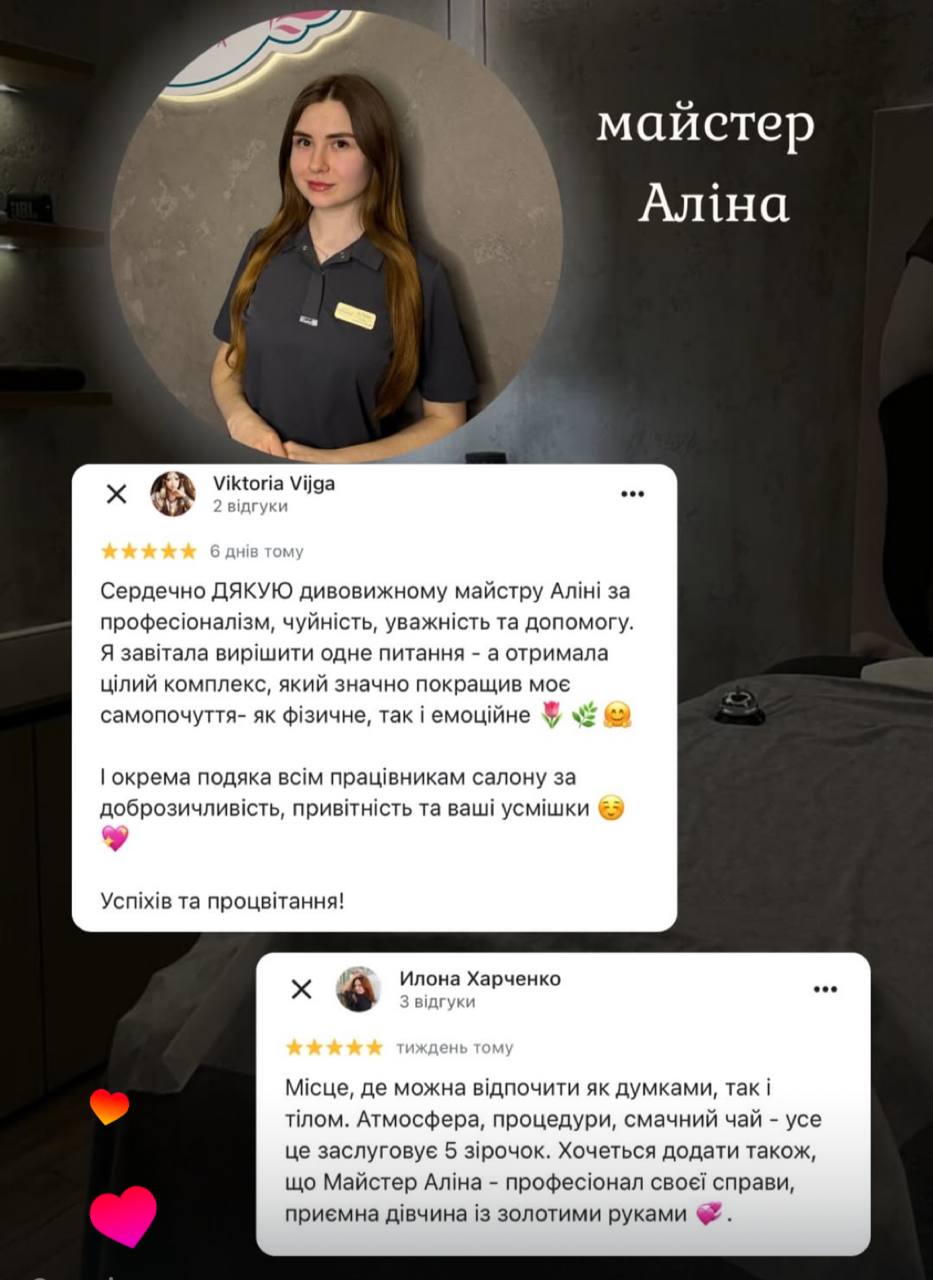 майстер
Аліна
JBL
Viktoria Vijga
2 відгуки
6 днів тому
Сердечно ДЯКУЮ дивовижному майстру Аліні за
професіоналізм, чуйність, уважність та допомогу.
Я завітала вирішити одне питання - а отримала
цілий комплекс, який значно покращив моє
самопочуття- як фізичне, так і емоційне 🌷🌿🤗
І окрема подяка всім працівникам салону за
доброзичливість, привітність та ваші усмішки ☺️
💖
Успіхів та процвітання!
Илона Харченко
3 відгуки
тиждень тому
Місце, де можна відпочити як думками, так і
тілом. Атмосфера, процедури, смачний чай - усе
це заслуговує 5 зірочок. Хочеться додати також,
що Майстер Аліна - професіонал своєї справи,
приємна дівчина із золотими руками 💞 .